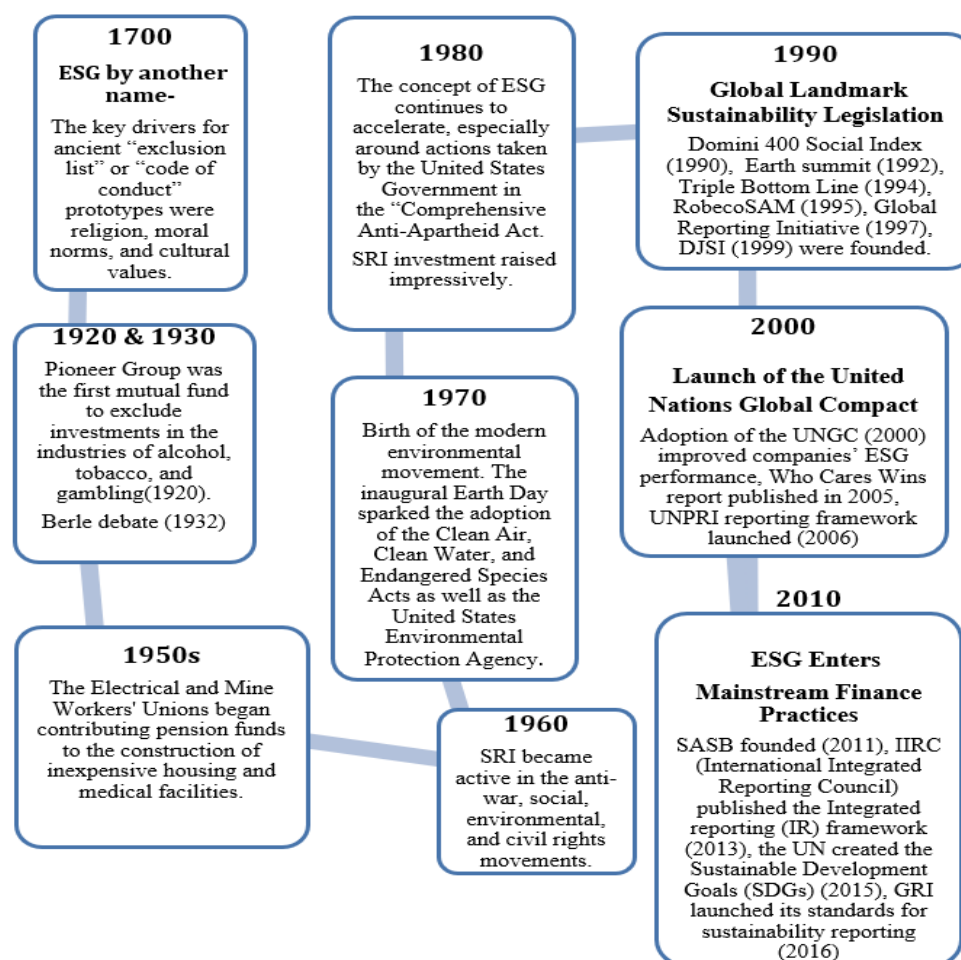 1700
ESG by another
name-
The key drivers for
ancient “exclusion
list” or “code of
conduct”
prototypes were
religion, moral
norms, and cultural
values.
1920 & 1930
Pioneer Group was
the first mutual fund
to exclude
investments in the
industries of alcohol,
tobacco, and
gambling(1920).
Berle debate (1932)
1950s
The Electrical and Mine
Workers' Unions began
contributing pension funds
to the construction of
inexpensive housing and
medical facilities.
1960
SRI became
active in the anti-
war, social,
environmental,
and civil rights
movements.
1970
Birth of the modern
environmental
movement. The
inaugural Earth Day
sparked the adoption
of the Clean Air,
Clean Water, and
Endangered Species
Acts as well as the
United States
Environmental
Protection Agency.
1980
The concept of ESG
continues to
accelerate, especially
around actions taken
by the United States
Government in
the “Comprehensive
Anti-Apartheid Act.
SRI investment raised
impressively.
1990
Global Landmark
Sustainability Legislation
Domini 400 Social Index
(1990), Earth summit (1992),
Triple Bottom Line (1994),
RobecoSAM (1995), Global
Reporting Initiative (1997),
DJSI (1999) were founded.
2000
Launch of the United
Nations Global Compact
Adoption of the UNGC (2000)
improved companies’ ESG
performance, Who Cares Wins
report published in 2005,
UNPRI reporting framework
launched (2006)
2010
ESG Enters
Mainstream Finance
Practices
SASB founded (2011), IIRC
(International Integrated
Reporting Council)
published the Integrated
reporting (IR) framework
(2013), the UN created the
Sustainable Development
Goals (SDGs) (2015), GRI
launched its standards for
sustainability reporting
(2016)